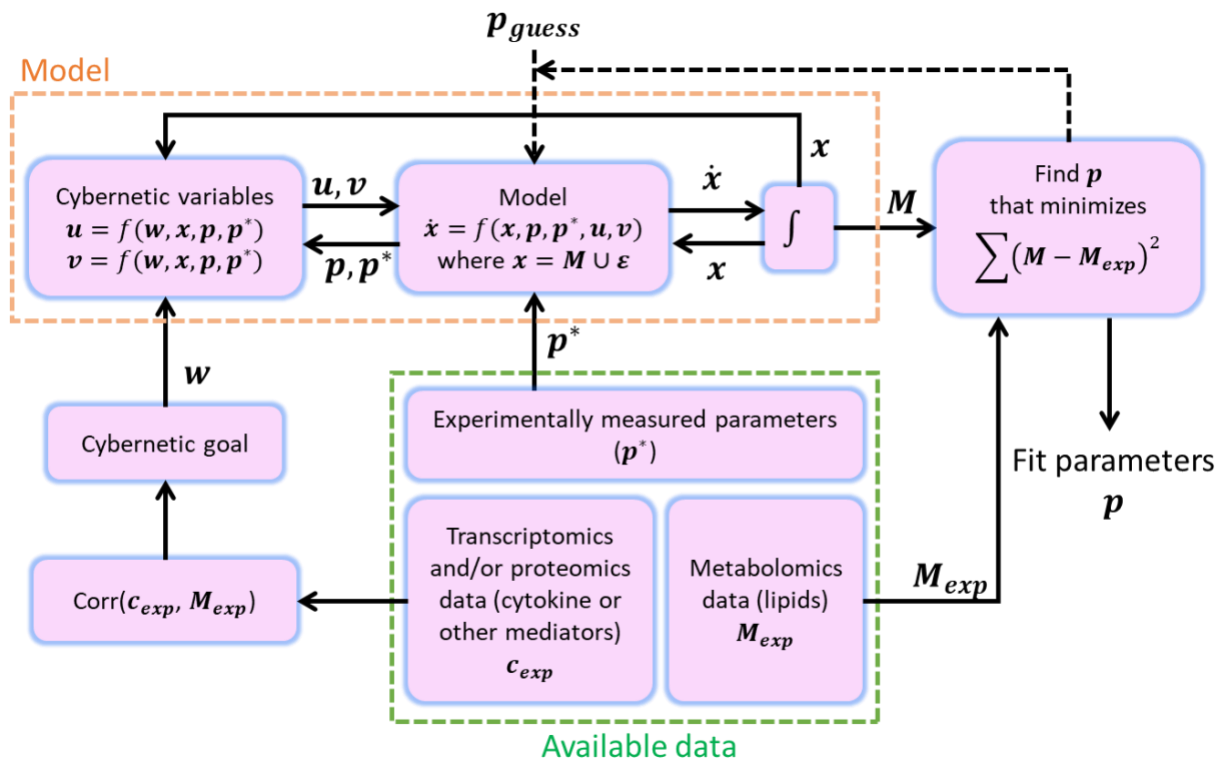 p_guess
Model
x
Cybernetic variables
u = f(w, x, p, p*)
v = f(w, x, p, p*)
u, v
p, p*
Model
ẋ = f(x, p, p*, u, v)
where x = M ∪ ε
ẋ
x
∫
M
Find p
that minimizes
∑(M − M_exp)²
w
p*
Cybernetic goal
Experimentally measured parameters
(p*)
Fit parameters
p
Corr(c_exp, M_exp)
Transcriptomics
and/or proteomics
data (cytokine or
other mediators)
c_exp
Metabolomics
data (lipids)
M_exp
M_exp
Available data